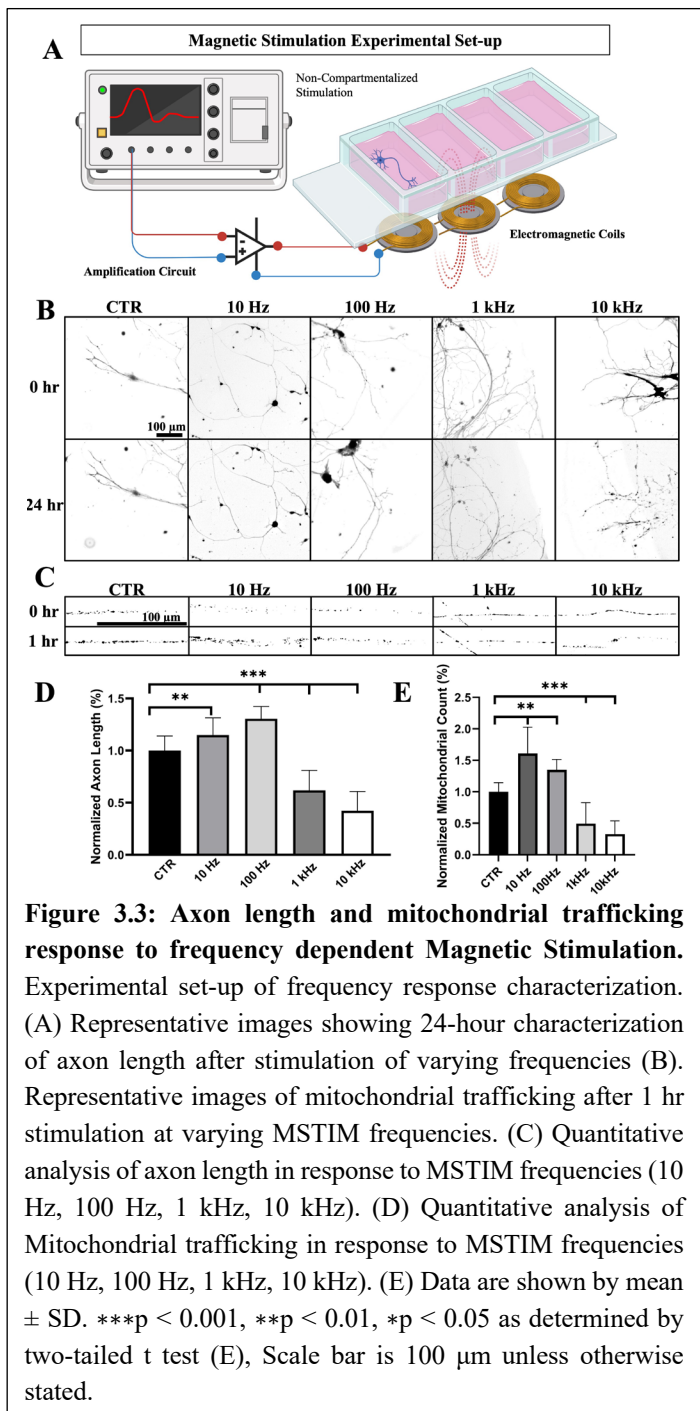 A
Magnetic Stimulation Experimental Set-up
Non-Compartmentalized
Stimulation
Amplification Circuit
Electromagnetic Coils
B
CTR 10 Hz 100 Hz 1 kHz 10 kHz
0 hr
100 µm
24 hr
C
CTR 10 Hz 100 Hz 1 kHz 10 kHz
0 hr
100 µm
1 hr
D
Normalized Axon Length (%)
1.5
1.0
0.5
0.0
**
***
CTR 10 Hz 100 Hz 1 kHz 10 kHz
E
Normalized Mitochondrial Count (%)
2.5
2.0
1.5
1.0
0.5
0.0
***
**
CTR 10 Hz 100Hz 1kHz 10kHz
Figure 3.3: Axon length and mitochondrial trafficking
response to frequency dependent Magnetic Stimulation.
Experimental set-up of frequency response characterization.
(A) Representative images showing 24-hour characterization
of axon length after stimulation of varying frequencies (B).
Representative images of mitochondrial trafficking after 1 hr
stimulation at varying MSTIM frequencies. (C) Quantitative
analysis of axon length in response to MSTIM frequencies (10
Hz, 100 Hz, 1 kHz, 10 kHz). (D) Quantitative analysis of
Mitochondrial trafficking in response to MSTIM frequencies
(10 Hz, 100 Hz, 1 kHz, 10 kHz). (E) Data are shown by mean
± SD. ∗∗∗p < 0.001, ∗∗p < 0.01, ∗p < 0.05 as determined by
two-tailed t test (E), Scale bar is 100 µm unless otherwise
stated.